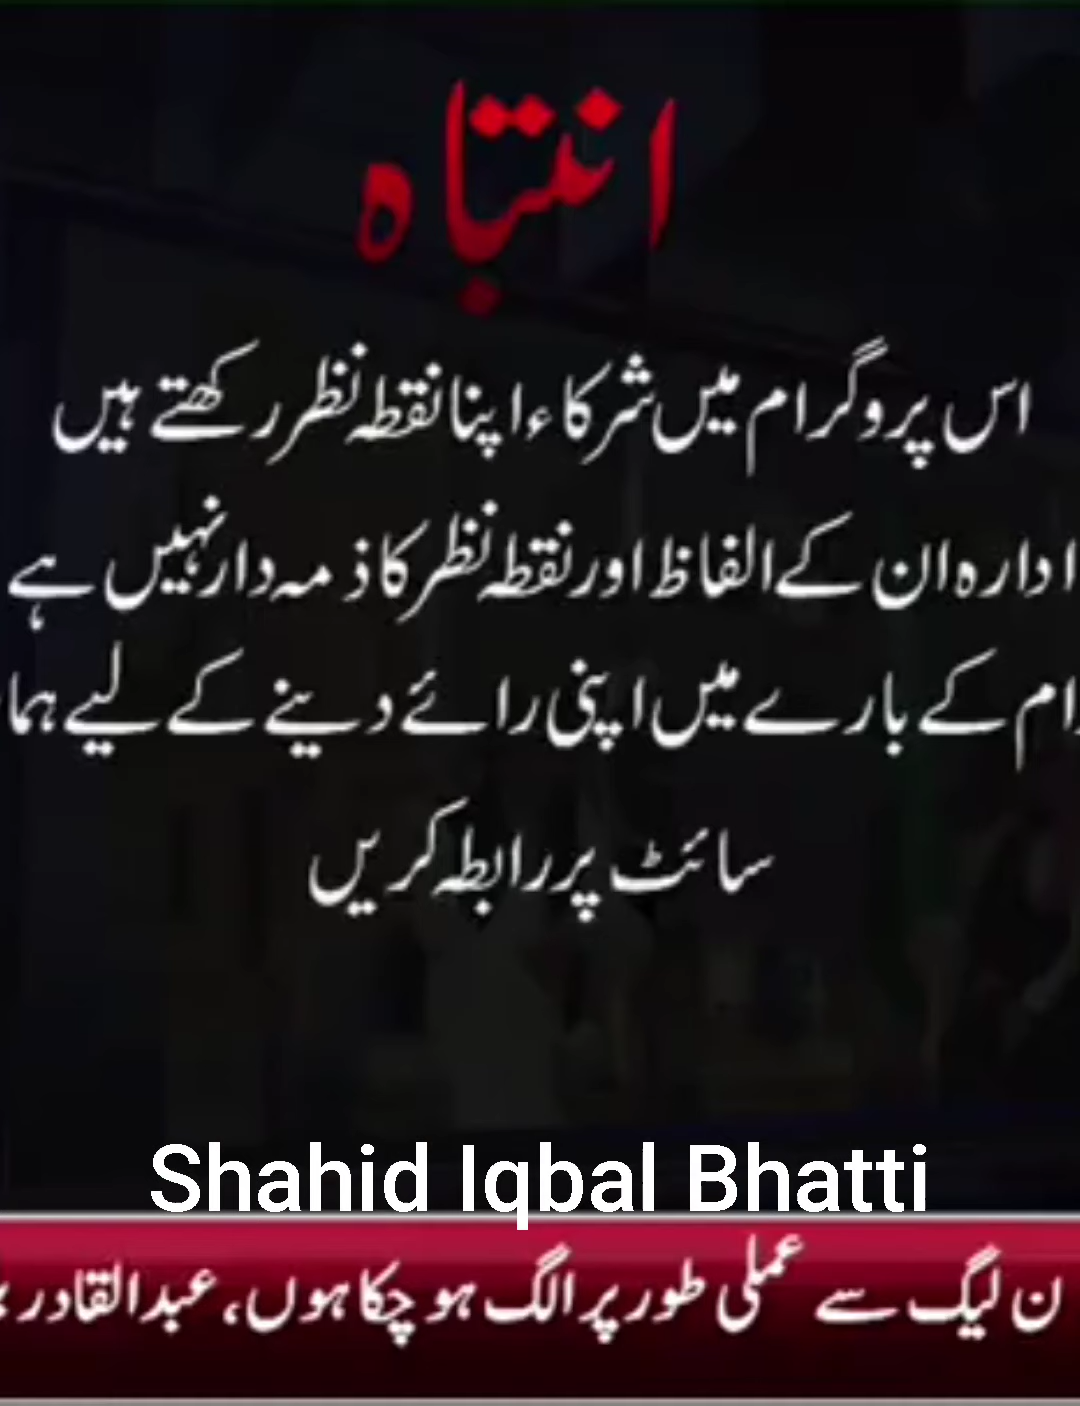 انتباہ
اس پروگرام میں شرکاء اپنا نقطہ نظر رکھتے ہیں
ادارہ ان کے الفاظ اور نقطہ نظر کا ذمہ دار نہیں ہے
کے بارے میں اپنی رائے دینے کے لیے
سائٹ پر رابطہ کریں
Shahid Iqbal Bhatti
ن لیگ سے عملی طور پر الگ ہو چکا ہوں، عبدالقادر